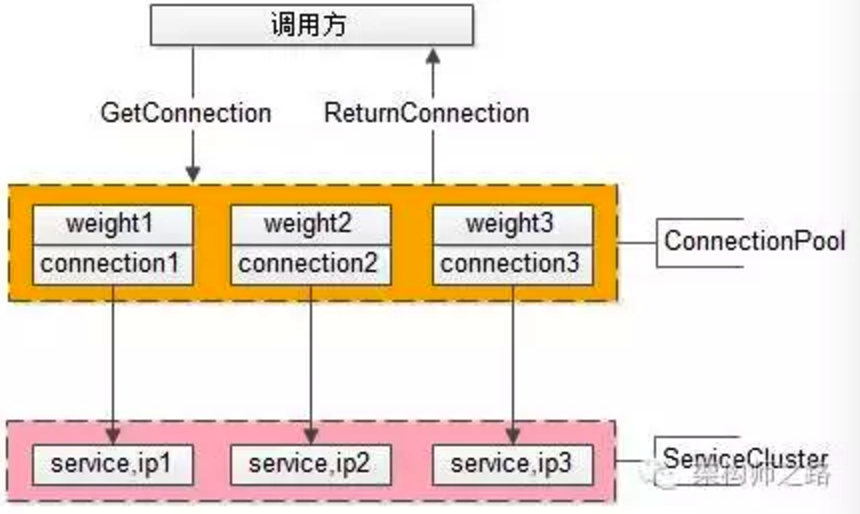 调用方
GetConnection
ReturnConnection
weight1
weight2
weight3
connection1
connection2
connection3
ConnectionPool
service,ip1
service,ip2
service,ip3
ServiceCluster
架构师之路